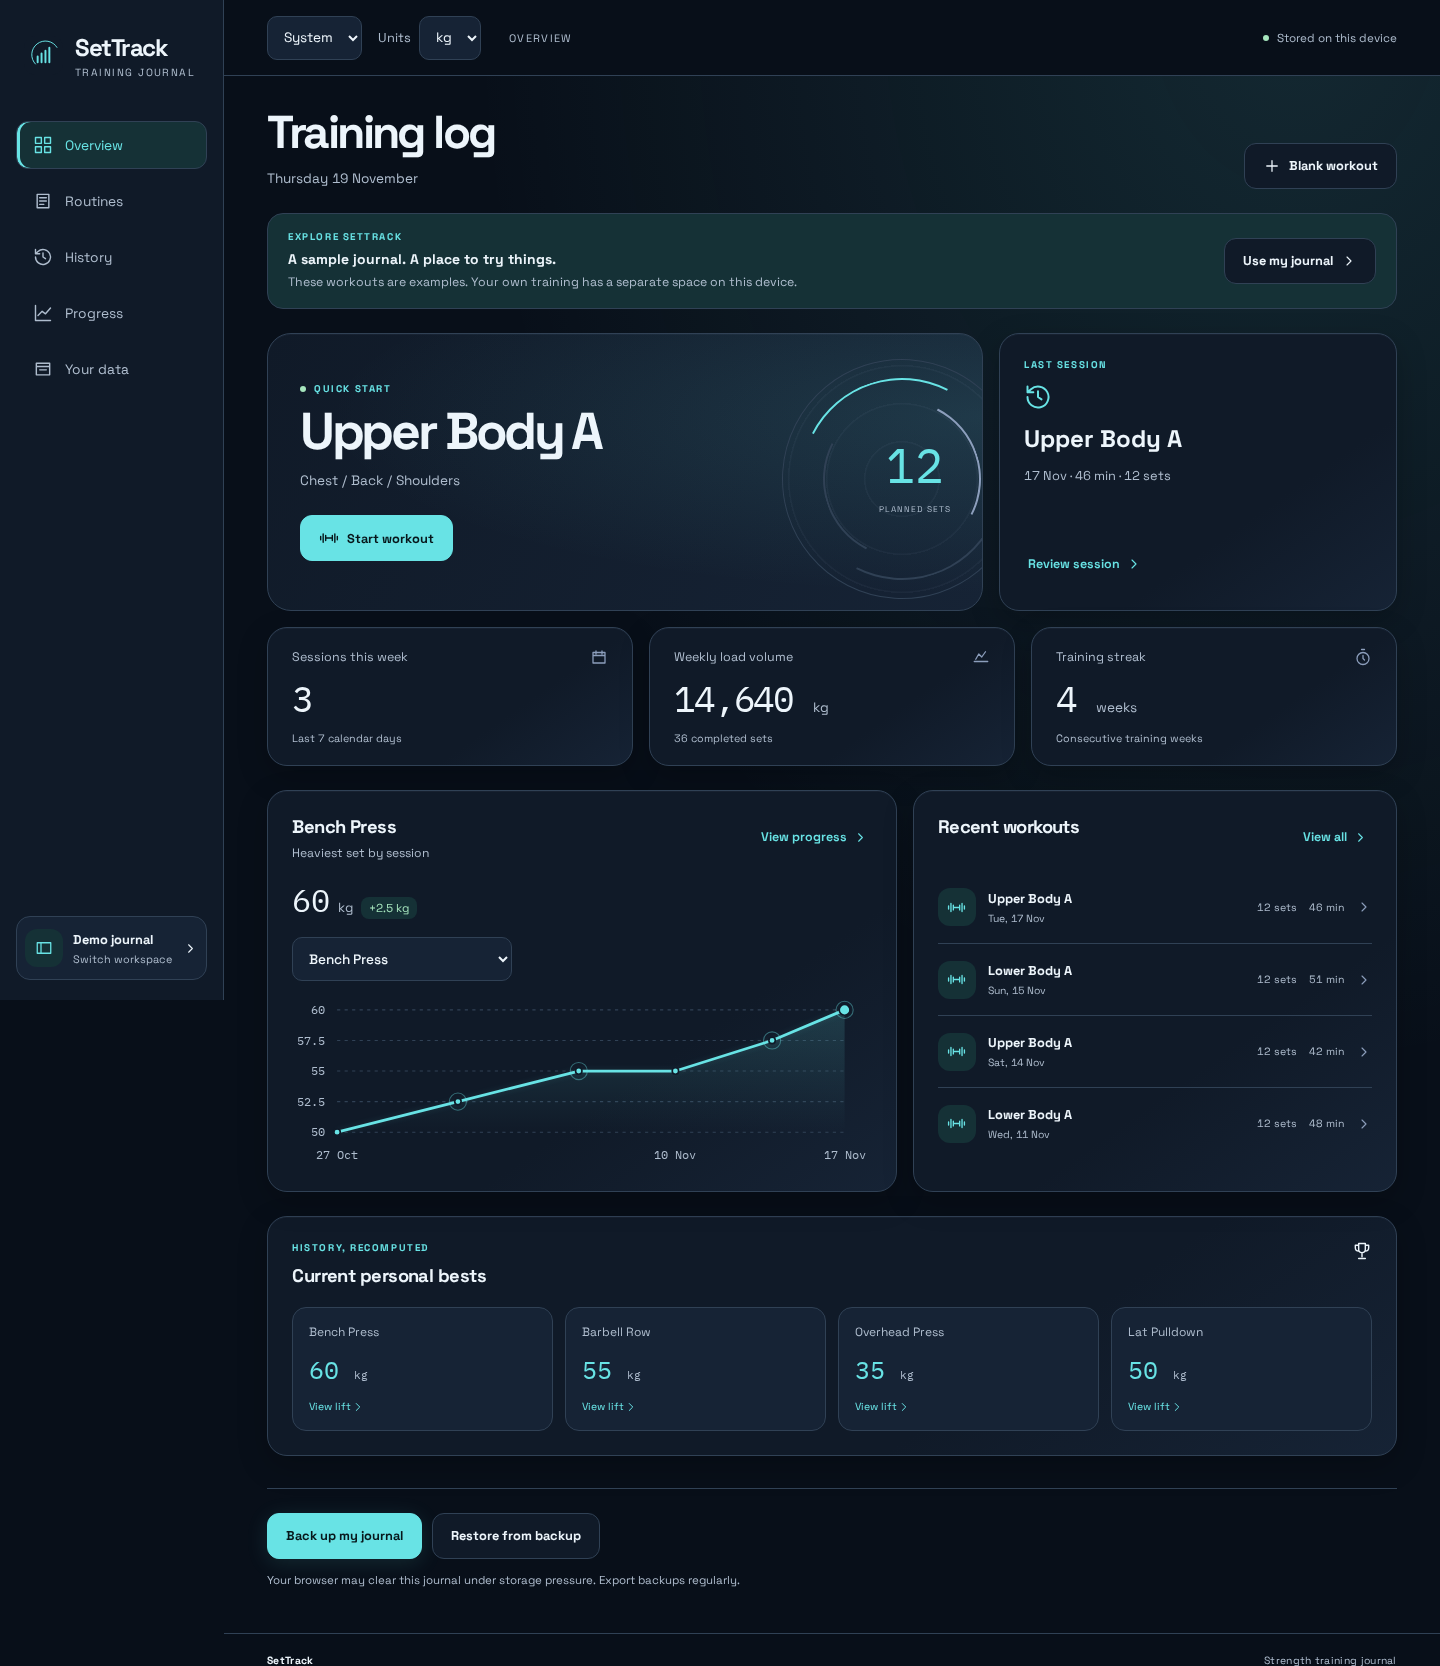 SetTrack
TRAINING JOURNAL
Overview
Routines
History
Progress
Your data
Demo journal
Switch workspace
System
Units
kg
OVERVIEW
Stored on this device
Training log
Thursday 19 November
Blank workout
EXPLORE SETTRACK
A sample journal. A place to try things.
These workouts are examples. Your own training has a separate space on this device.
Use my journal
QUICK START
Upper Body A
Chest / Back / Shoulders
Start workout
12
PLANNED SETS
LAST SESSION
Upper Body A
17 Nov · 46 min · 12 sets
Review session
Sessions this week
3
Last 7 calendar days
Weekly load volume
14,640 kg
36 completed sets
Training streak
4 weeks
Consecutive training weeks
Bench Press
Heaviest set by session
View progress
60 kg +2.5 kg
Bench Press
60
57.5
55
52.5
50
27 Oct
10 Nov
17 Nov
Recent workouts
View all
Upper Body A
Tue, 17 Nov
12 sets 46 min
Lower Body A
Sun, 15 Nov
12 sets 51 min
Upper Body A
Sat, 14 Nov
12 sets 42 min
Lower Body A
Wed, 11 Nov
12 sets 48 min
HISTORY, RECOMPUTED
Current personal bests
Bench Press
60 kg
View lift
Barbell Row
55 kg
View lift
Overhead Press
35 kg
View lift
Lat Pulldown
50 kg
View lift
Back up my journal
Restore from backup
Your browser may clear this journal under storage pressure. Export backups regularly.
SetTrack
Strength training journal